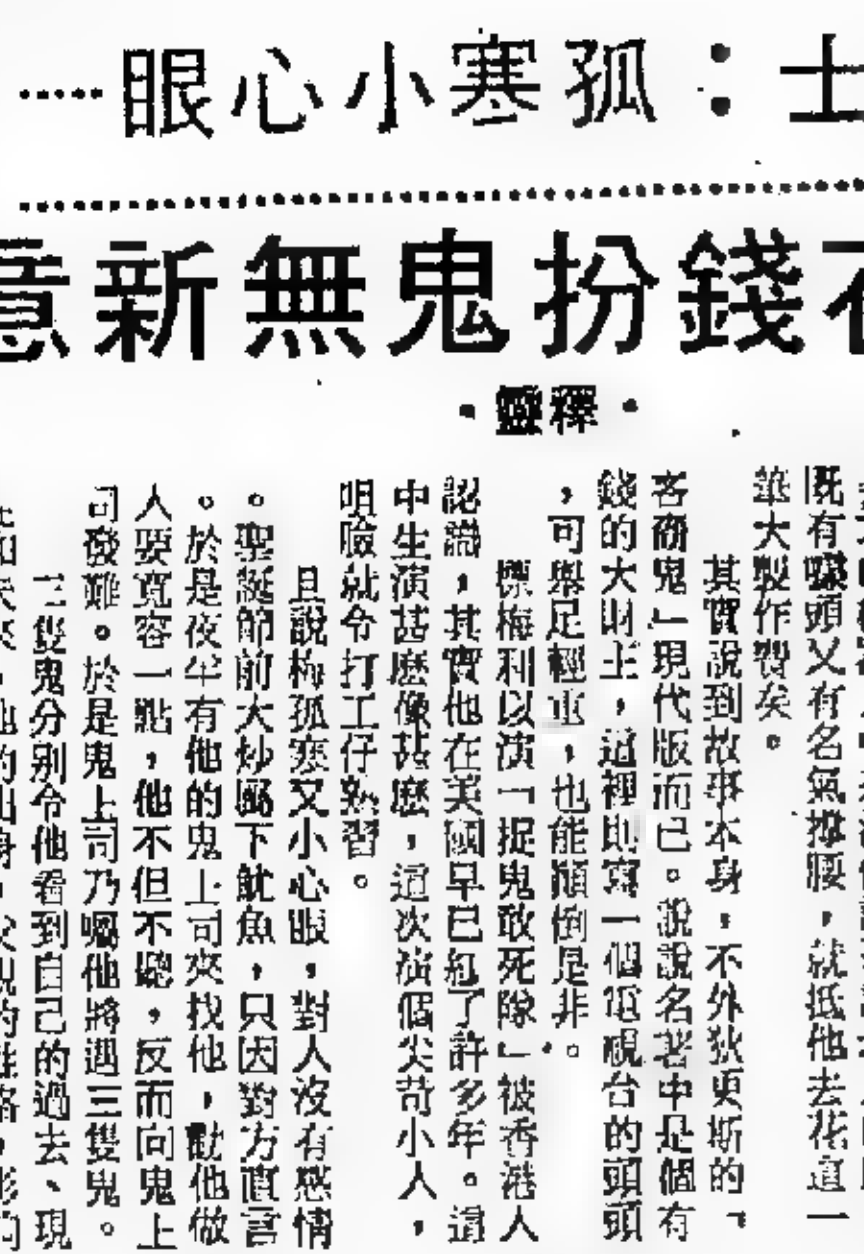 士：孤寒小心眼……
錢扮鬼無新意
·釋靈·
既有噱頭又有名氣撐腰，就抵他去花這一
筆大製作費矣。
其實說到故事本身，不外狄更斯的「
客商鬼」現代版而已。說說名著中是個有
錢的大財主，這裡則寫一個電視台的頭頭
，可舉足輕重，也能顛倒是非。
標梅利以演「捉鬼敢死隊」被香港人
認識，其實他在美國早已紅了許多年。這
中生演甚麼像甚麼，這次演個尖苛小人，
咀臉就令打工仔熟習。
且說梅孤寒又小心眼，對人沒有感情
。聖誕節前大炒屬下魷魚，只因對方直言
。於是夜半有他的鬼上司來找他，勸他做
人要寬容一點，他不但不聽，反而向鬼上
司發難。於是鬼上司乃囑他將遇三隻鬼。
三隻鬼分別令他看到自己的過去、現